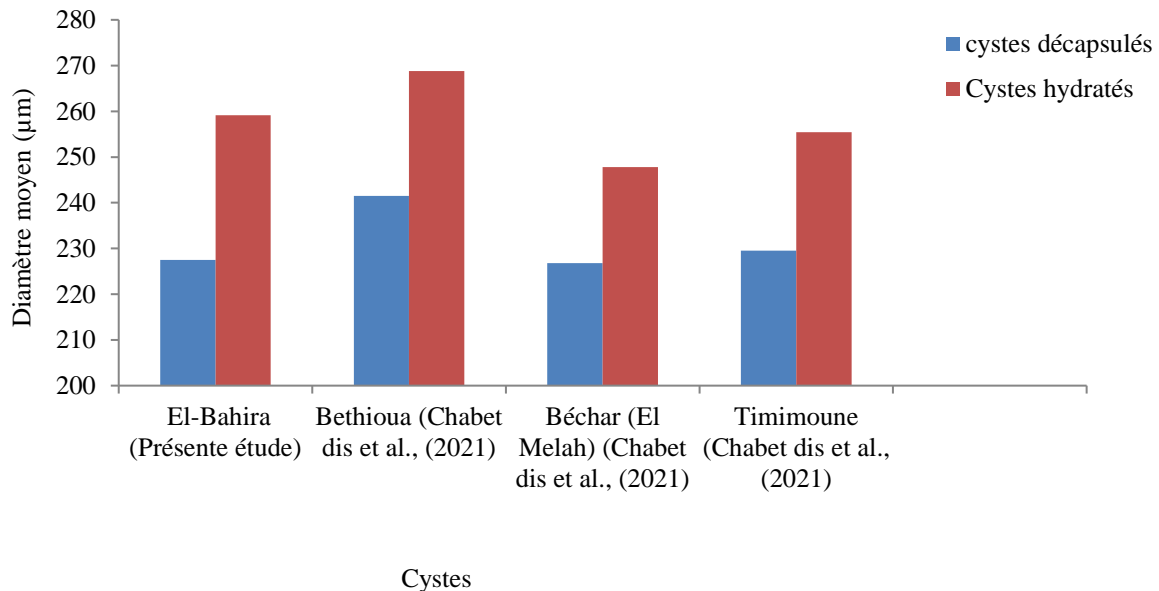 280
270
260
250
240
230
220
210
200
Diamètre moyen (µm)
cystes décapsulés
Cystes hydratés
El-Bahira
(Présente étude)
Bethioua (Chabet
dis et al., (2021)
Béchar (El
Melah) (Chabet
dis et al., (2021)
Timimoune
(Chabet dis et al.,
(2021)
Cystes